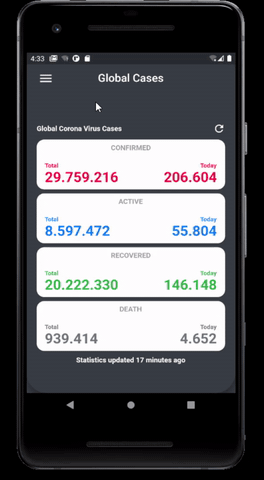 4:33
Global Cases
Global Corona Virus Cases
CONFIRMED
Total Today
29.759.216 206.604
ACTIVE
Total Today
8.597.472 55.804
RECOVERED
Total Today
20.222.330 146.148
DEATH
Total Today
939.414 4.652
Statistics updated 17 minutes ago